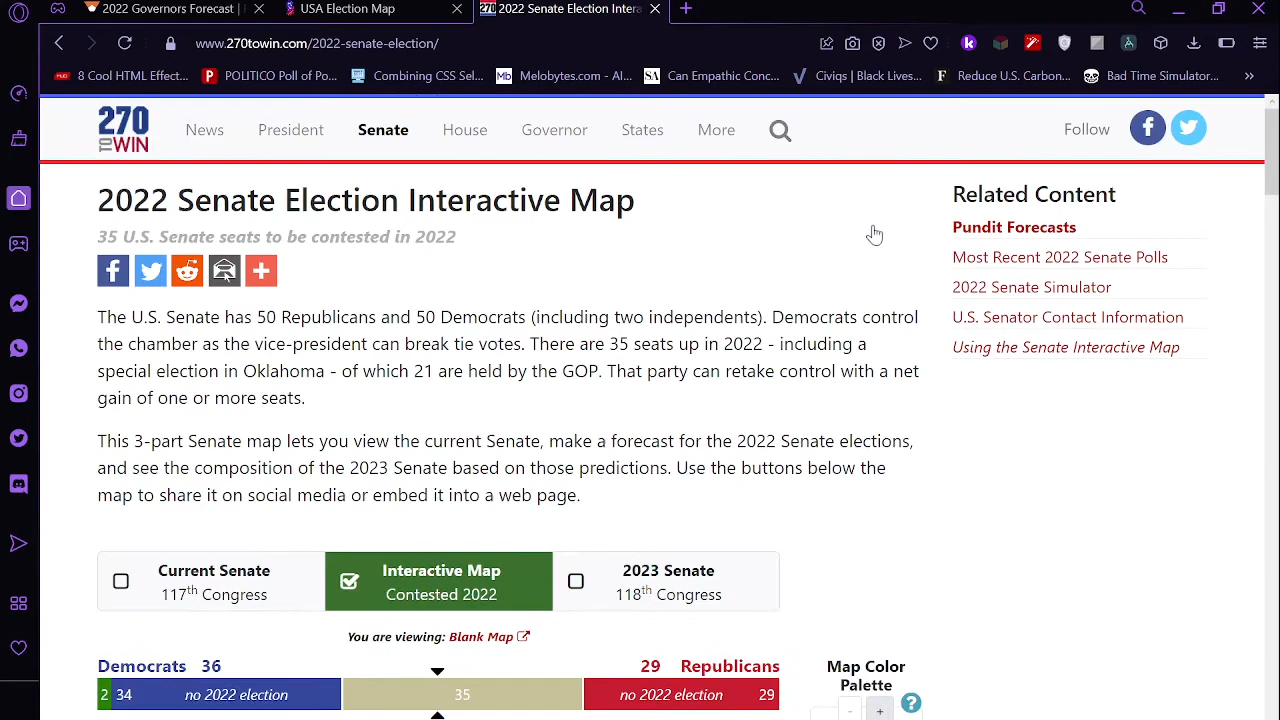 2022 Governors Forecast |
USA Election Map
270
2022 Senate Election Intera
www.270towin.com/2022-senate-election/
8 Cool HTML Effect...
POLITICO Poll of Po...
Combining CSS Sel...
Mb Melobytes.com - Al...
SA Can Empathic Com...
Civiqs | Black Lives...
F Reduce U.S. Carbon...
Bad Time Simulator...
270 TO WIN
News President Senate House Governor States More
Follow
2022 Senate Election Interactive Map
35 U.S. Senate seats to be contested in 2022
The U.S. Senate has 50 Republicans and 50 Democrats (including two independents). Democrats control
the chamber as the vice-president can break tie votes. There are 35 seats up in 2022 - including a
special election in Oklahoma - of which 21 are held by the GOP. That party can retake control with a net
gain of one or more seats.
This 3-part Senate map lets you view the current Senate, make a forecast for the 2022 Senate elections,
and see the composition of the 2023 Senate based on those predictions. Use the buttons below the
map to share it on social media or embed it into a web page.
Related Content
Pundit Forecasts
Most Recent 2022 Senate Polls
2022 Senate Simulator
U.S. Senator Contact Information
Using the Senate Interactive Map
Current Senate
117th Congress
Interactive Map
Contested 2022
2023 Senate
118th Congress
You are viewing: Blank Map
Democrats 36
29 Republicans
2 34 no 2022 election
35
no 2022 election 29
Map Color
Palette
- +
?